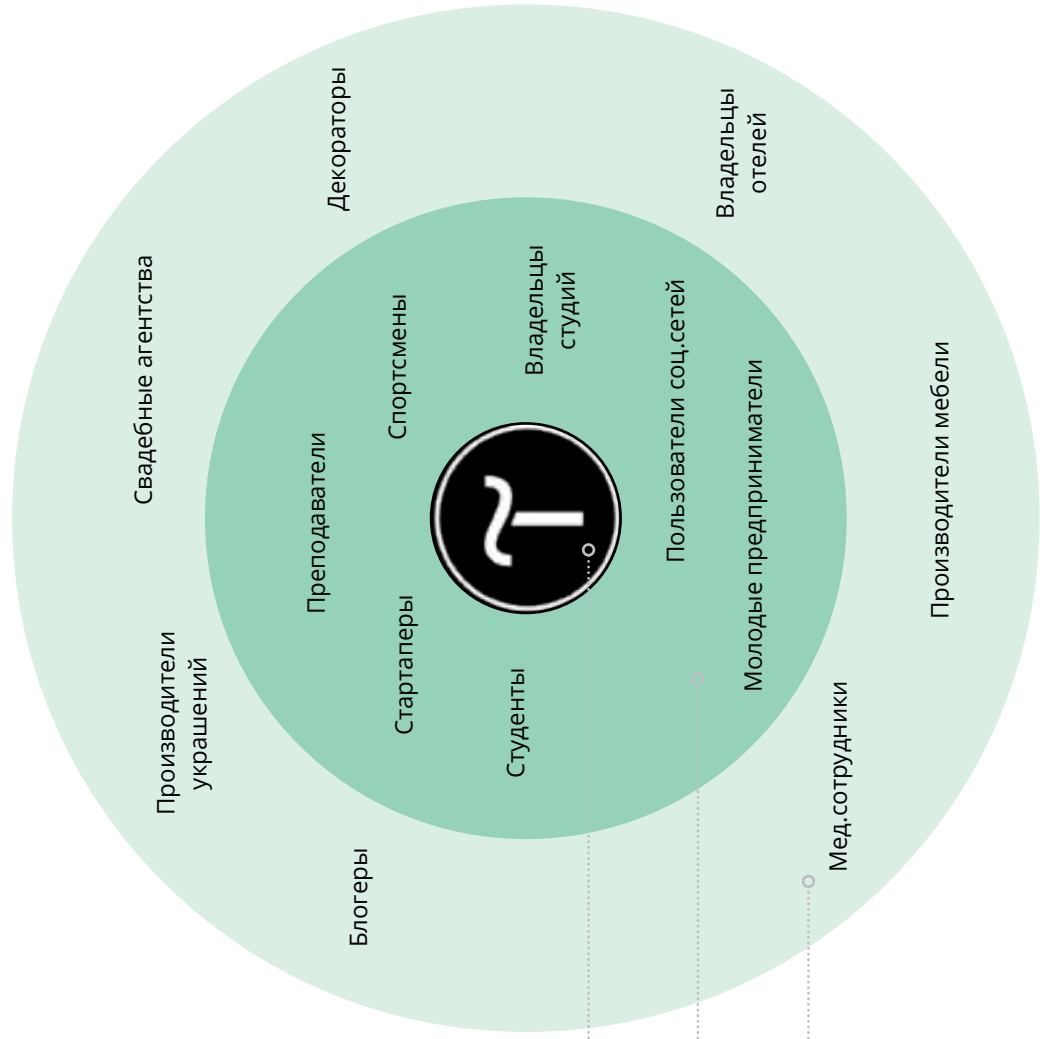 Блогеры
Производители
украшений
Свадебные агентства
Декораторы
Стартаперы
Преподаватели
Спортсмены
Студенты
Владельцы
студий
Пользователи соц.сетей
Молодые предприниматели
Владельцы
отелей
Мед.сотрудники
Производители мебели